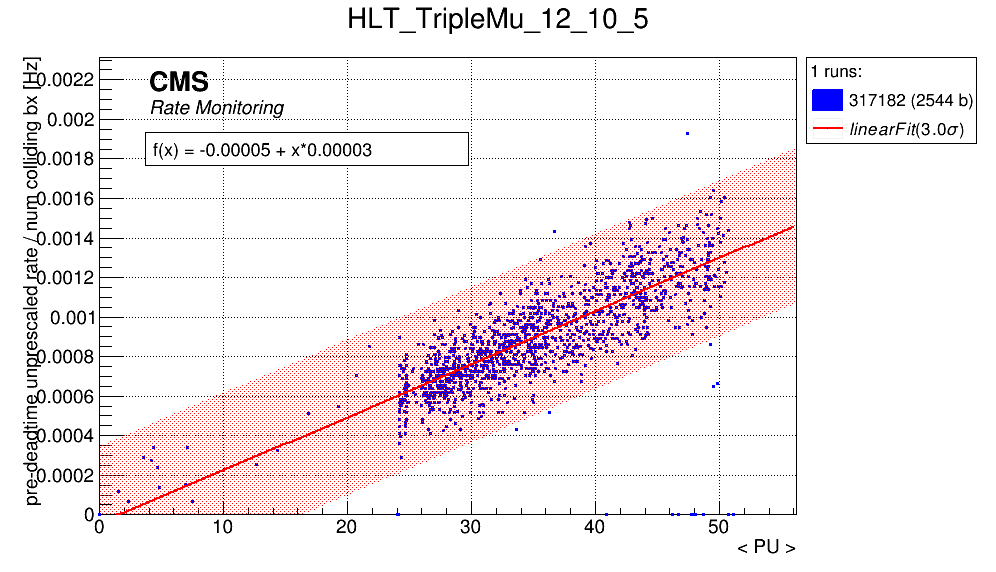 HLT_TripleMu_12_10_5
pre-deadtime unprescaled rate / num colliding bx [Hz]
0.0022
0.002
0.0018
0.0016
0.0014
0.0012
0.001
0.0008
0.0006
0.0004
0.0002
0
CMS
Rate Monitoring
f(x) = -0.00005 + x*0.00003
1 runs:
317182 (2544 b)
linearFit(3.0σ)
0 10 20 30 40 50
< PU >